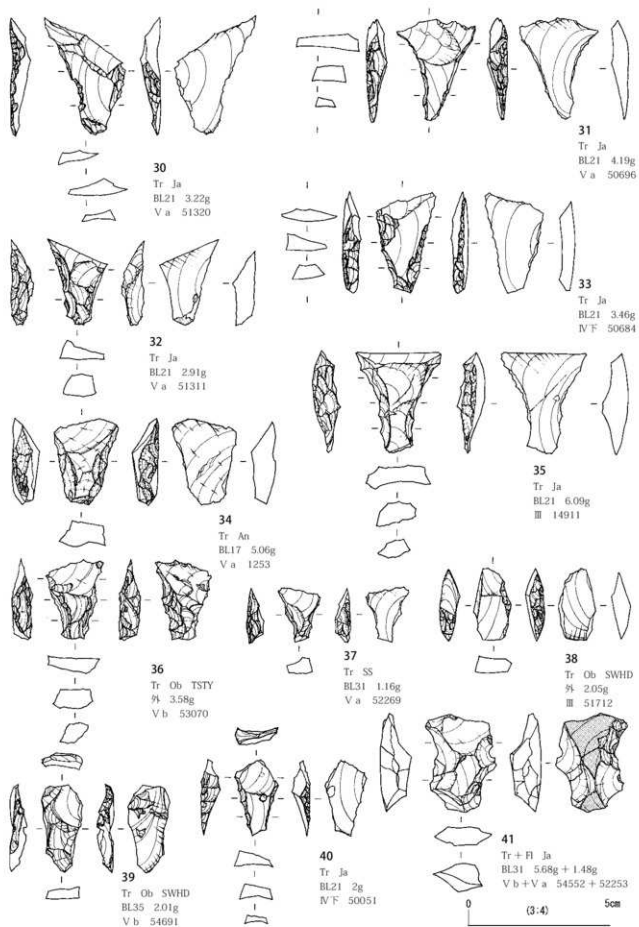 30
Tr Ja
BL21 3.22g
Ⅴa 51320
31
Tr Ja
BL21 4.19g
Ⅴa 50696
32
Tr Ja
BL21 2.91g
Ⅴa 51311
33
Tr Ja
BL21 3.46g
Ⅳ下 50684
34
Tr An
BL17 5.06g
Ⅴa 1253
35
Tr Ja
BL21 6.09g
Ⅲ 14911
36
Tr Ob TSTY
外 3.58g
Ⅴb 53070
37
Tr SS
BL31 1.16g
Ⅴa 52269
38
Tr Ob SWHD
外 2.05g
Ⅲ 51712
39
Tr Ob SWHD
BL35 2.01g
Ⅴb 54691
40
Tr Ja
BL21 2g
Ⅳ下 50051
41
Tr+Fl Ja
BL31 5.68g+1.48g
Ⅴb+Ⅴa 54552+52253
0 (3:4) 5cm